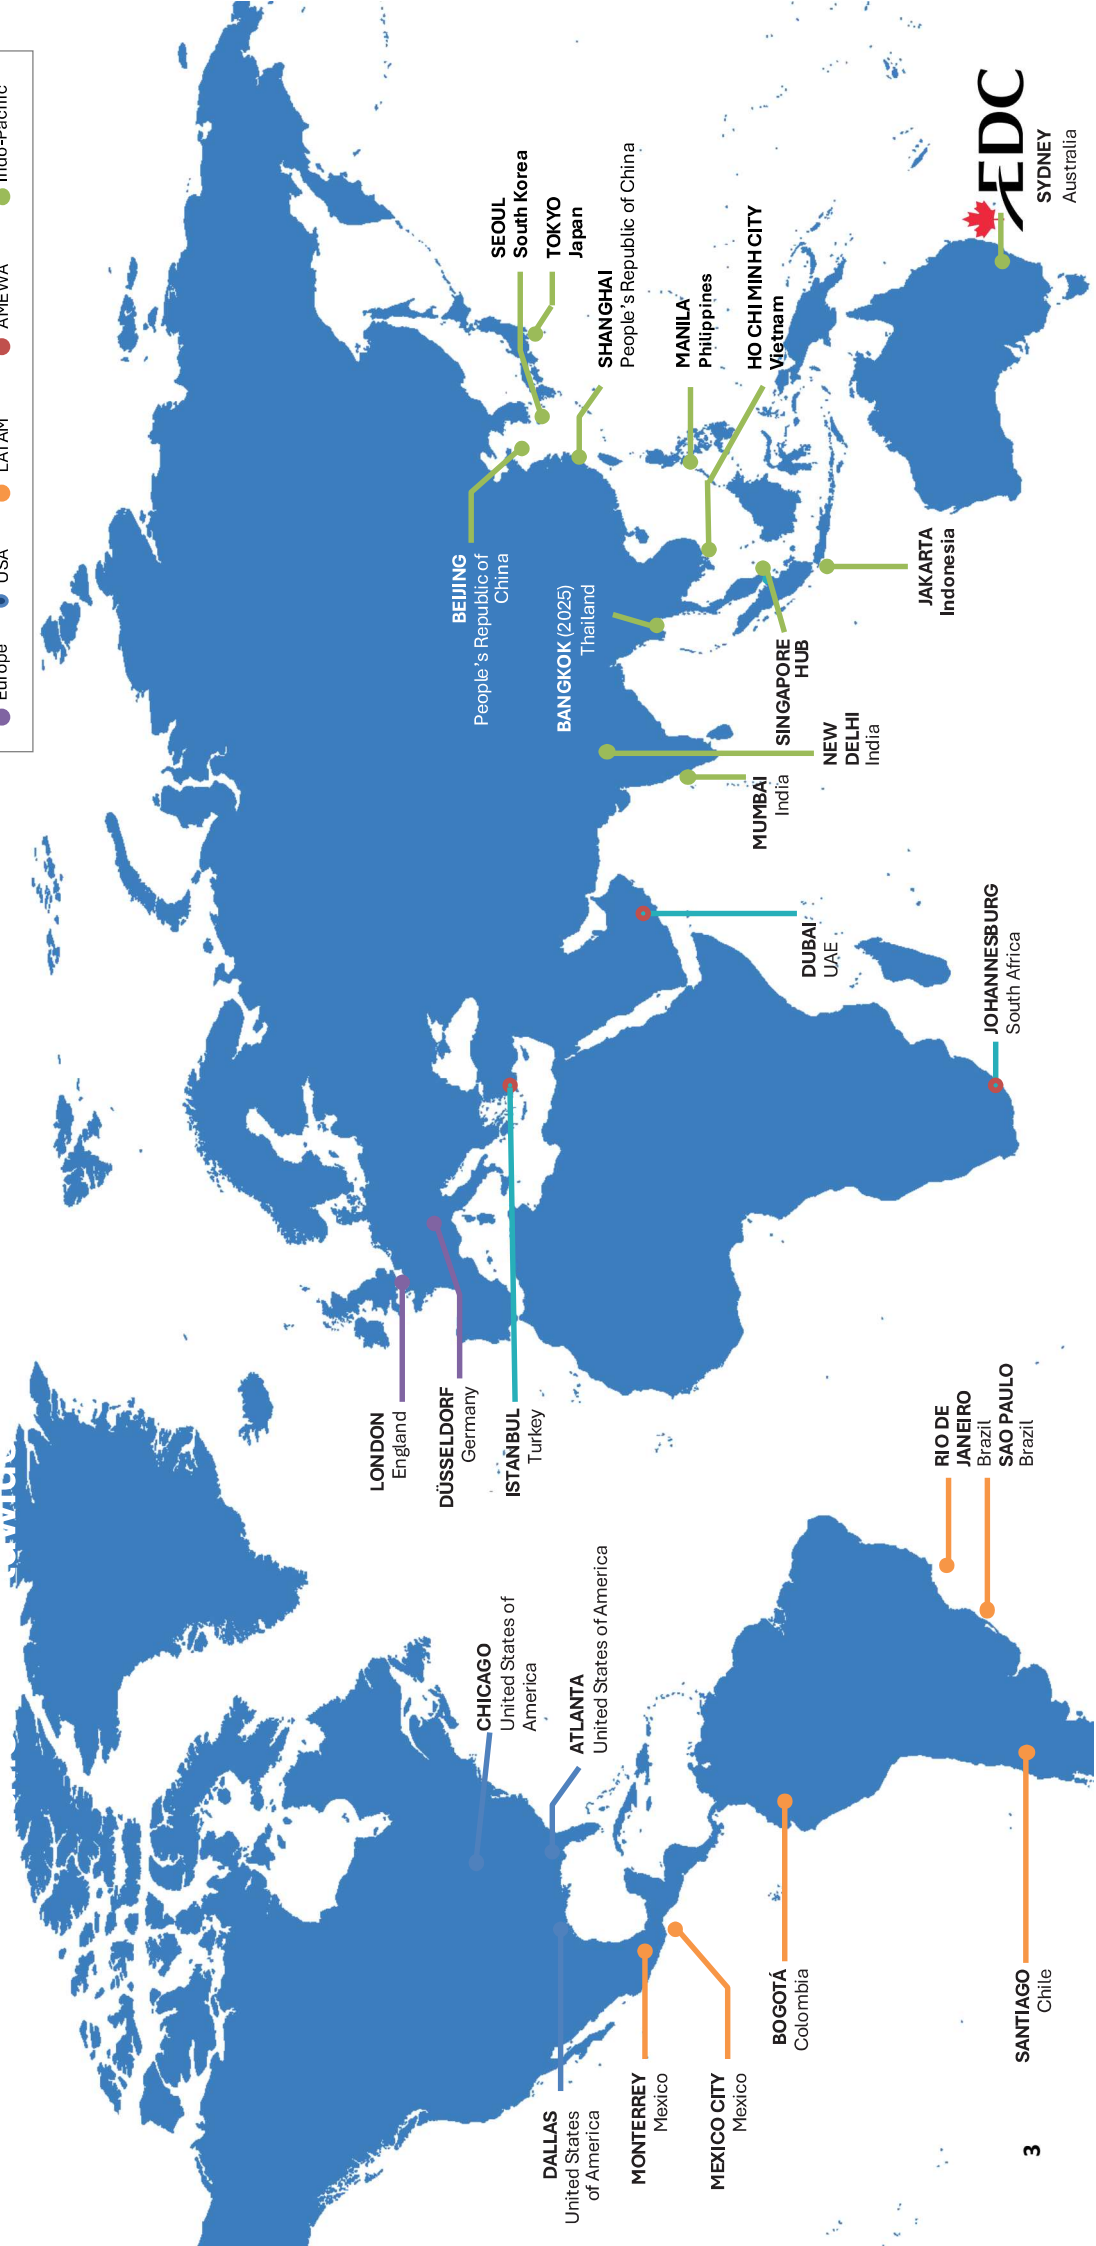 Europe
USA
LATAM
AMEWA
Indo-Pacific
LONDON
England
DÜSSELDORF
Germany
ISTANBUL
Turkey
CHICAGO
United States of
America
ATLANTA
United States of America
DALLAS
United States
of America
MONTERREY
Mexico
MEXICO CITY
Mexico
BOGOTÁ
Colombia
SANTIAGO
Chile
RIO DE
JANEIRO
Brazil
SAO PAULO
Brazil
JOHANNESBURG
South Africa
DUBAI
UAE
MUMBAI
India
NEW
DELHI
India
SINGAPORE
HUB
BANGKOK (2025)
Thailand
BEIJING
People's Republic of
China
SEOUL
South Korea
TOKYO
Japan
SHANGHAI
People's Republic of China
MANILA
Philippines
HO CHI MINH CITY
Vietnam
JAKARTA
Indonesia
SYDNEY
Australia
EDC
3